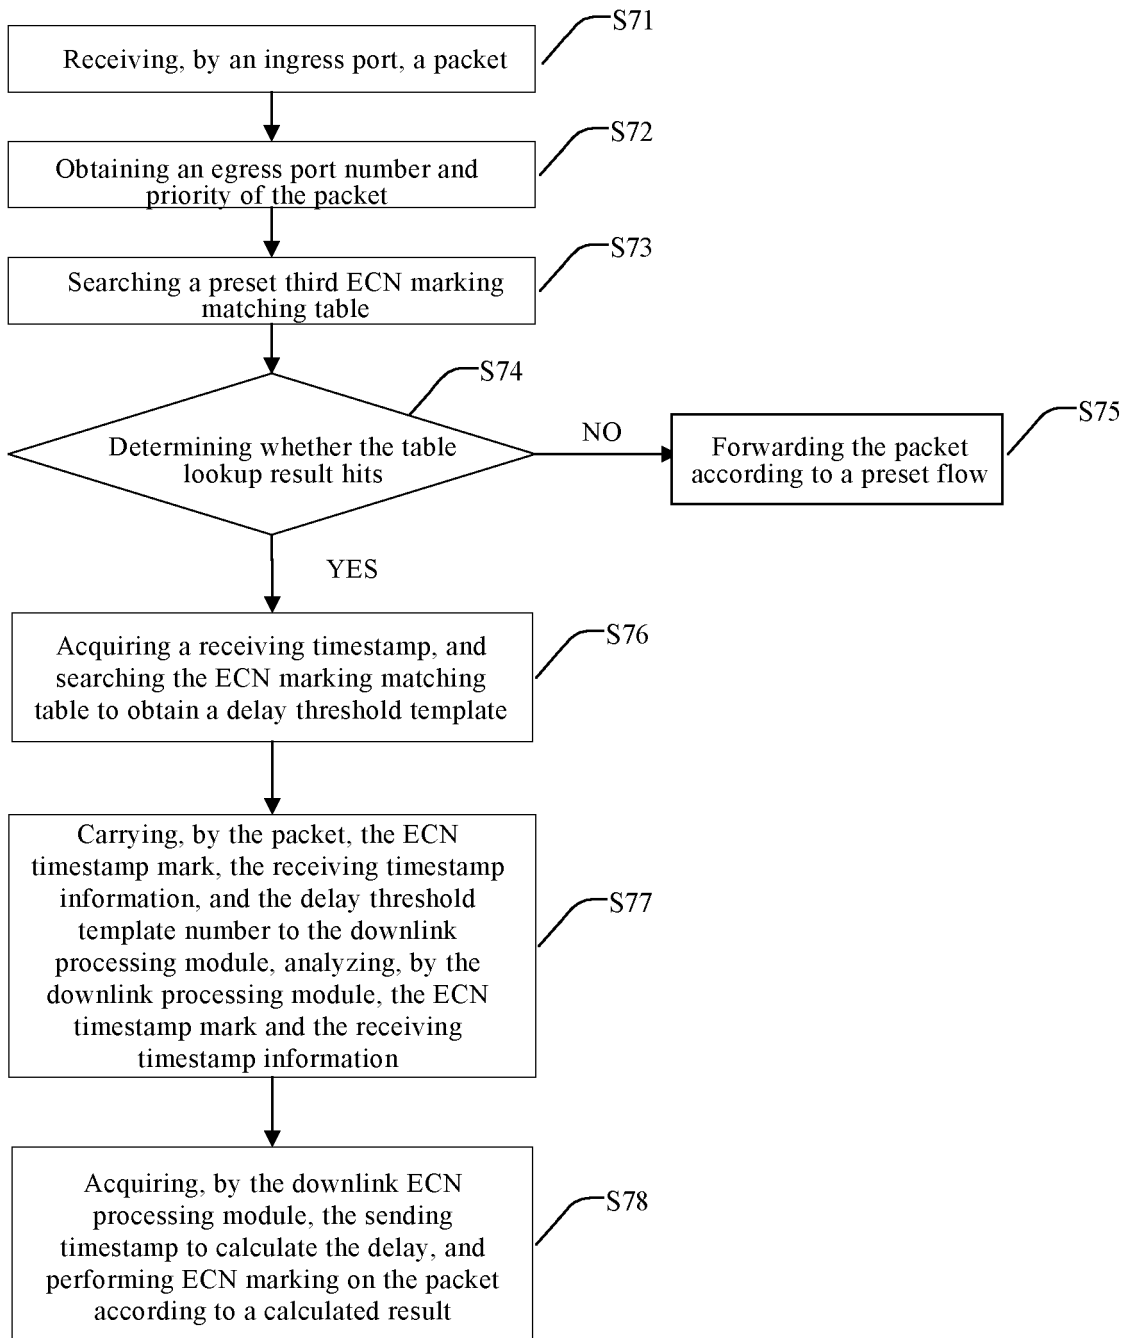 S71
Receiving, by an ingress port, a packet
S72
Obtaining an egress port number and
priority of the packet
S73
Searching a preset third ECN marking
matching table
S74
Determining whether the table
lookup result hits
NO
S75
Forwarding the packet
according to a preset flow
YES
S76
Acquiring a receiving timestamp, and
searching the ECN marking matching
table to obtain a delay threshold template
S77
Carrying, by the packet, the ECN
timestamp mark, the receiving timestamp
information, and the delay threshold
template number to the downlink
processing module, analyzing, by the
downlink processing module, the ECN
timestamp mark and the receiving
timestamp information
S78
Acquiring, by the downlink ECN
processing module, the sending
timestamp to calculate the delay, and
performing ECN marking on the packet
according to a calculated result